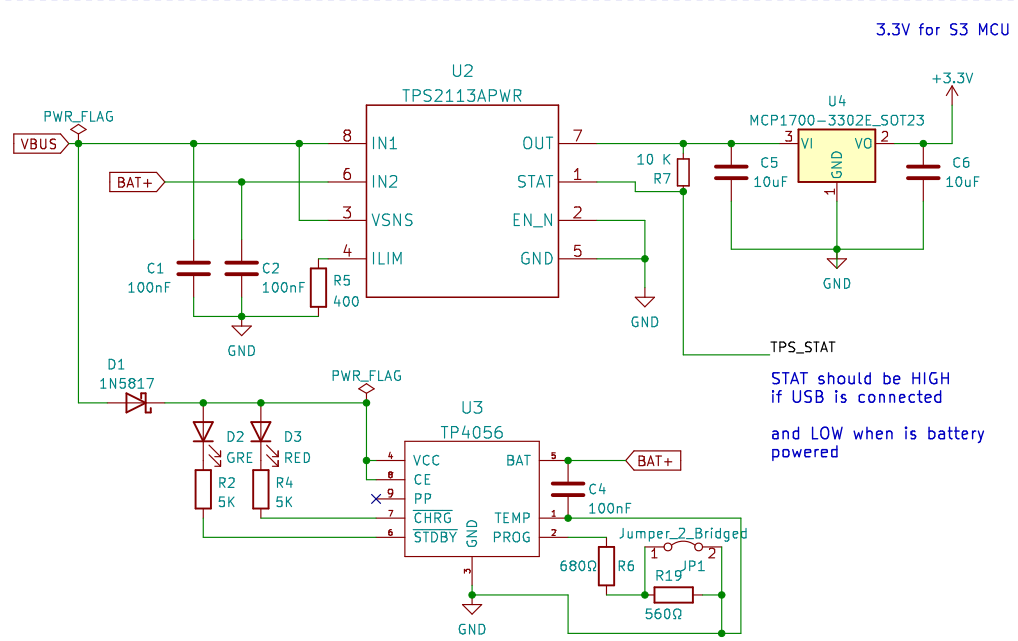 3.3V for S3 MCU
U2
TPS2113APWR
+3.3V
U4
MCP1700-3302E_SOT23
PWR_FLAG
VBUS
8 IN1
OUT 7
3 VI
VO 2
GND
1
10 K
R7
C5
10uF
C6
10uF
BAT+
6 IN2
STAT 1
3 VSNS
EN_N 2
4 ILIM
GND 5
C1
100nF
C2
100nF
R5
400
GND
GND
GND
TPS_STAT
STAT should be HIGH
if USB is connected
and LOW when is battery
powered
D1
1N5817
PWR_FLAG
U3
TP4056
D2
GRE
D3
RED
R2
5K
R4
5K
4 VCC
8 CE
9 PP
7 CHRG
6 STDBY
GND
3
BAT 5
TEMP 1
PROG 2
BAT+
C4
100nF
Jumper_2_Bridged
1 2
JP1
680Ω R6
R19
560Ω
GND